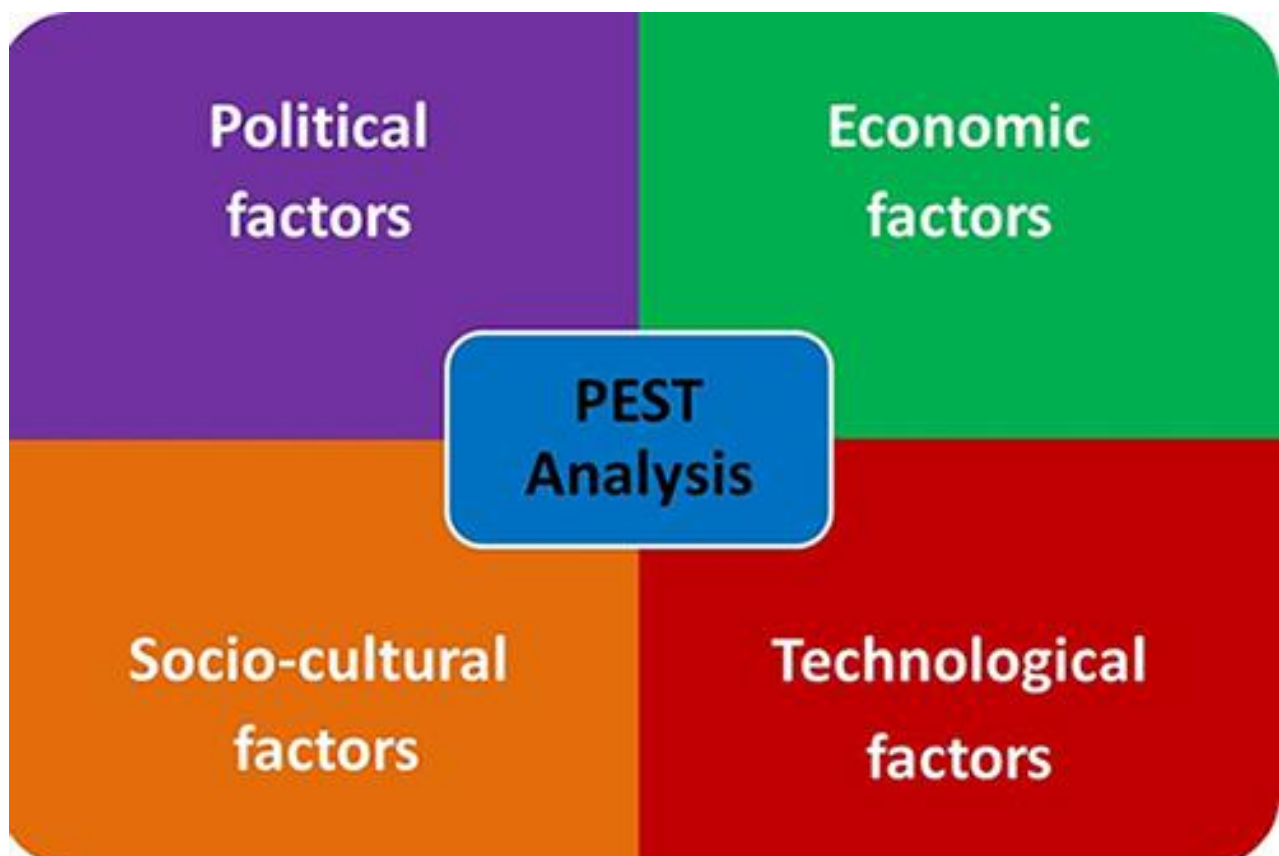 Political
factors
Economic
factors
PEST
Analysis
Socio-cultural
factors
Technological
factors